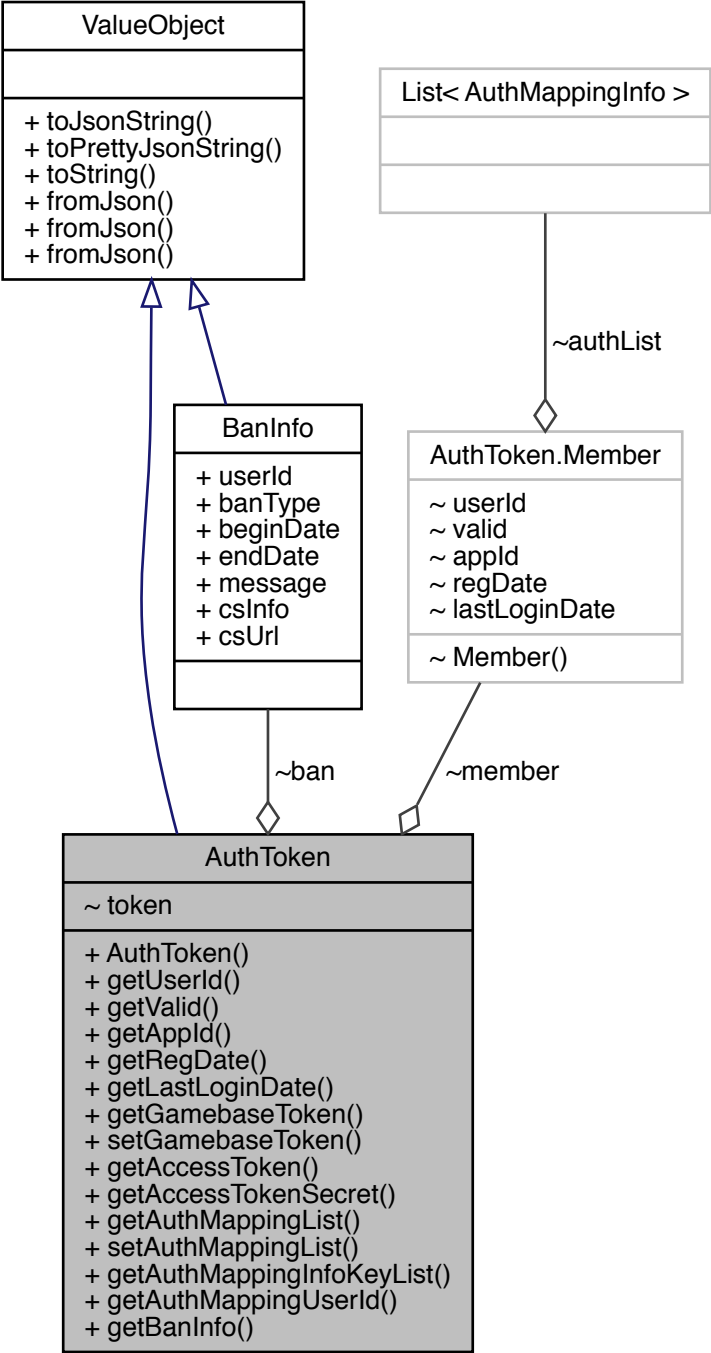 ValueObject
+ toJsonString()
+ toPrettyJsonString()
+ toString()
+ fromJson()
+ fromJson()
+ fromJson()
List< AuthMappingInfo >
~authList
BanInfo
+ userId
+ banType
+ beginDate
+ endDate
+ message
+ csInfo
+ csUrl
AuthToken.Member
~ userId
~ valid
~ appId
~ regDate
~ lastLoginDate
~ Member()
~ban
~member
AuthToken
~ token
+ AuthToken()
+ getUserId()
+ getValid()
+ getAppId()
+ getRegDate()
+ getLastLoginDate()
+ getGamebaseToken()
+ setGamebaseToken()
+ getAccessToken()
+ getAccessTokenSecret()
+ getAuthMappingList()
+ setAuthMappingList()
+ getAuthMappingInfoKeyList()
+ getAuthMappingUserId()
+ getBanInfo()